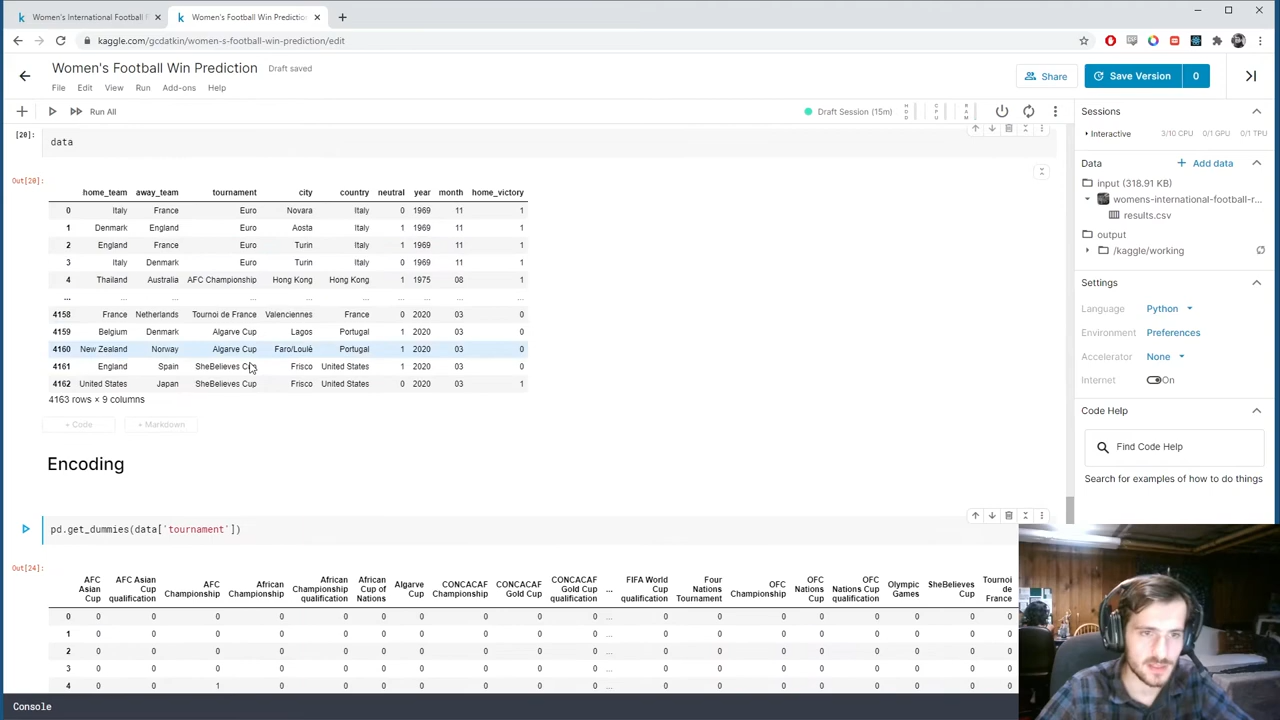 Women's International Football
Women's Football Win Predictio
kaggle.com/gcdatkin/women-s-football-win-prediction/edit
Women's Football Win Prediction Draft saved
Share
Save Version 0
File Edit View Run Add-ons Help
Run All
Draft Session (15m)
HDD CPU RAM
Sessions
Interactive 3/10 CPU 0/1 GPU 0/1 TPU
Data
Add data
input (318.91 KB)
womens-international-football-r...
results.csv
output
/kaggle/working
Settings
Language Python
Environment Preferences
Accelerator None
Internet On
Code Help
Find Code Help
Search for examples of how to do things
[20]:
data
Out[20]:
home_team away_team tournament city country neutral year month home_victory
0 Italy France Euro Novara Italy 0 1969 11 1
1 Denmark England Euro Aosta Italy 1 1969 11 1
2 England France Euro Turin Italy 1 1969 11 1
3 Italy Denmark Euro Turin Italy 0 1969 11 1
4 Thailand Australia AFC Championship Hong Kong Hong Kong 1 1975 08 1
... ... ... ... ... ... ... ... ... ...
4158 France Netherlands Tournoi de France Valenciennes France 0 2020 03 0
4159 Belgium Denmark Algarve Cup Lagos Portugal 1 2020 03 0
4160 New Zealand Norway Algarve Cup Faro/Loulé Portugal 1 2020 03 0
4161 England Spain SheBelieves Cup Frisco United States 1 2020 03 0
4162 United States Japan SheBelieves Cup Frisco United States 0 2020 03 1
4163 rows × 9 columns
+ Code + Markdown
Encoding
pd.get_dummies(data['tournament'])
Out[24]:
AFC Asian Cup AFC Asian Cup qualification AFC Championship African Championship African Championship qualification African Cup of Nations Algarve Cup CONCACAF Championship CONCACAF Gold Cup CONCACAF Gold Cup qualification ... FIFA World Cup qualification Four Nations Tournament OFC Championship OFC Nations Cup OFC Nations Cup qualification Olympic Games SheBelieves Cup Tournoi de France
0 0 0 0 0 0 0 0 0 0 0 ... 0 0 0 0 0 0 0 0
1 0 0 0 0 0 0 0 0 0 0 ... 0 0 0 0 0 0 0 0
2 0 0 0 0 0 0 0 0 0 0 ... 0 0 0 0 0 0 0 0
3 0 0 0 0 0 0 0 0 0 0 ... 0 0 0 0 0 0 0 0
4 0 0 1 0 0 0 0 0 0 0 ... 0 0 0 0 0 0 0 0
Console